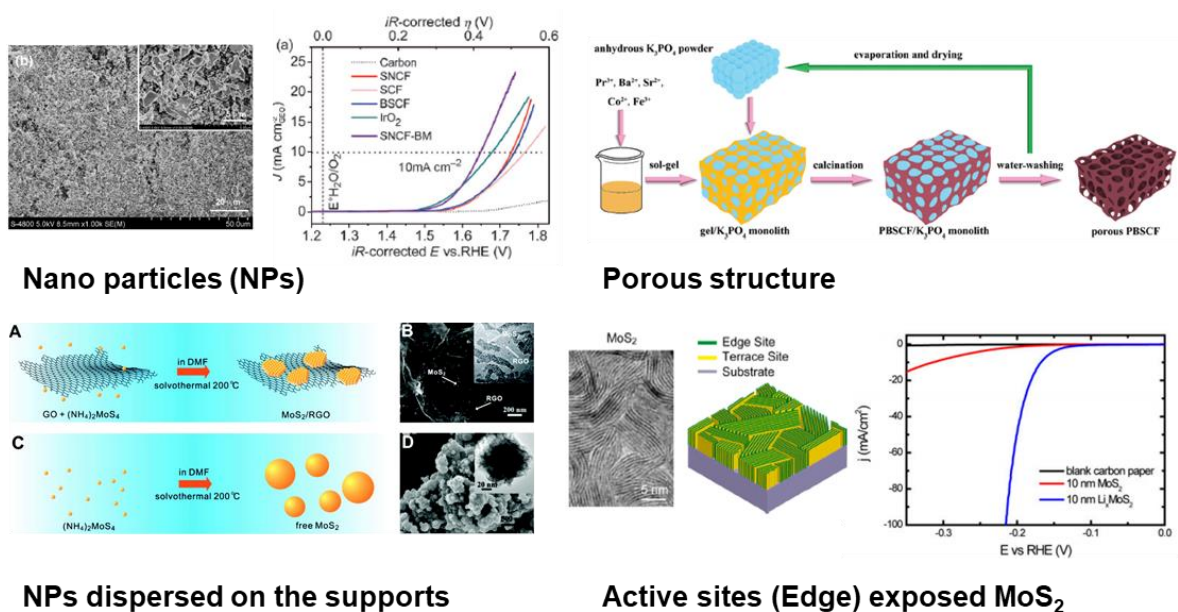 (b)
20 um
S-4800 5.0kV 8.5mm x1.00k SE(M)
50.0um
(a)
iR-corrected η (V)
0.0 0.2 0.4 0.6
Carbon
SNCF
SCF
BSCF
IrO₂
SNCF-BM
10mA cm⁻²
E°H₂O/O₂
J (mA cm⁻²GEO)
25
20
15
10
5
0
1.2 1.3 1.4 1.5 1.6 1.7 1.8
iR-corrected E vs.RHE (V)
Nano particles (NPs)
anhydrous K₃PO₄ powder
evaporation and drying
Pr³⁺, Ba²⁺, Sr²⁺,
Co²⁺, Fe³⁺
sol-gel
calcination
water-washing
gel/K₃PO₄ monolith
PBSCF/K₃PO₄ monolith
porous PBSCF
Porous structure
A
in DMF
solvothermal 200℃
GO + (NH₄)₂MoS₄
MoS₂/RGO
B
RGO
MoS₂
RGO
200 nm
C
in DMF
solvothermal 200℃
(NH₄)₂MoS₄
free MoS₂
D
20 nm
NPs dispersed on the supports
MoS₂
5 nm
Edge Site
Terrace Site
Substrate
j (mA/cm²)
0
-20
-40
-60
-80
-100
blank carbon paper
10 nm MoS₂
10 nm LiₓMoS₂
-0.3 -0.2 -0.1 0.0
E vs RHE (V)
Active sites (Edge) exposed MoS₂